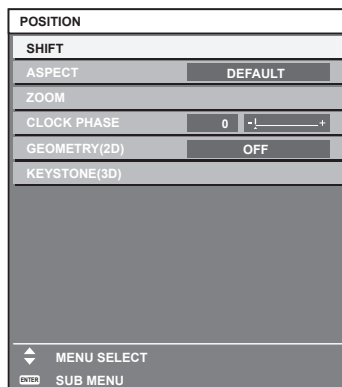 POSITION
SHIFT
ASPECT DEFAULT
ZOOM
CLOCK PHASE 0 - +
GEOMETRY(2D) OFF
KEYSTONE(3D)
MENU SELECT
ENTER SUB MENU